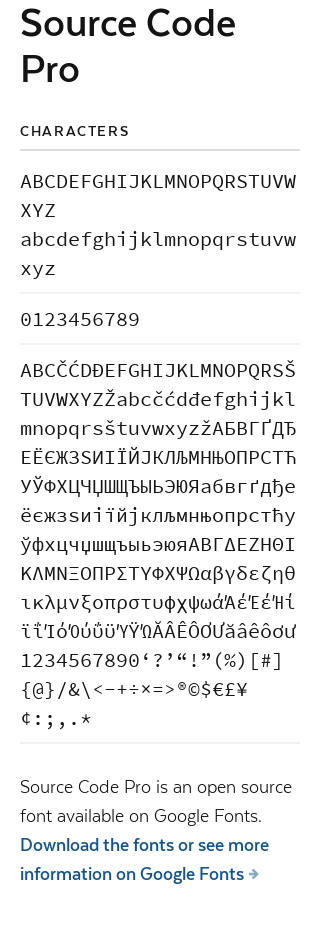 Source Code
Pro
CHARACTERS
ABCDEFGHIJKLMNOPQRSTUVW
XYZ
abcdefghijklmnopqrstuvw
xyz
0123456789
ABCČĆDĐEFGHIJKLMNOPQRSŠ
TUVWXYZŽabcčćdđefghijkl
mnopqrsštuvwxyzžАБВГҐДЂ
ЕЁЄЖЗЅИІЇЙЈКЛЉМНЊОПРСТЋ
УЎФХЦЧЏШЩЪЫЬЭЮЯабвгґдђе
ёєжзѕиіїйјклљмнњопрстћу
ўфхцчџшщъыьэюяΑΒΓΔΕΖΗΘΙ
ΚΛΜΝΞΟΠΡΣΤΥΦΧΨΩαβγδεζηθ
ικλμνξοπρστυφχψωάΆέΈέΉί
ϊΐΊόΌύΰϋΎΫΏĂÂÊÔƠƯăâêôơư
1234567890‘?’“!”(%)[#]
{@}/&\<-+÷×=>®©$€£¥
¢:;,.*
Source Code Pro is an open source
font available on Google Fonts.
Download the fonts or see more
information on Google Fonts →